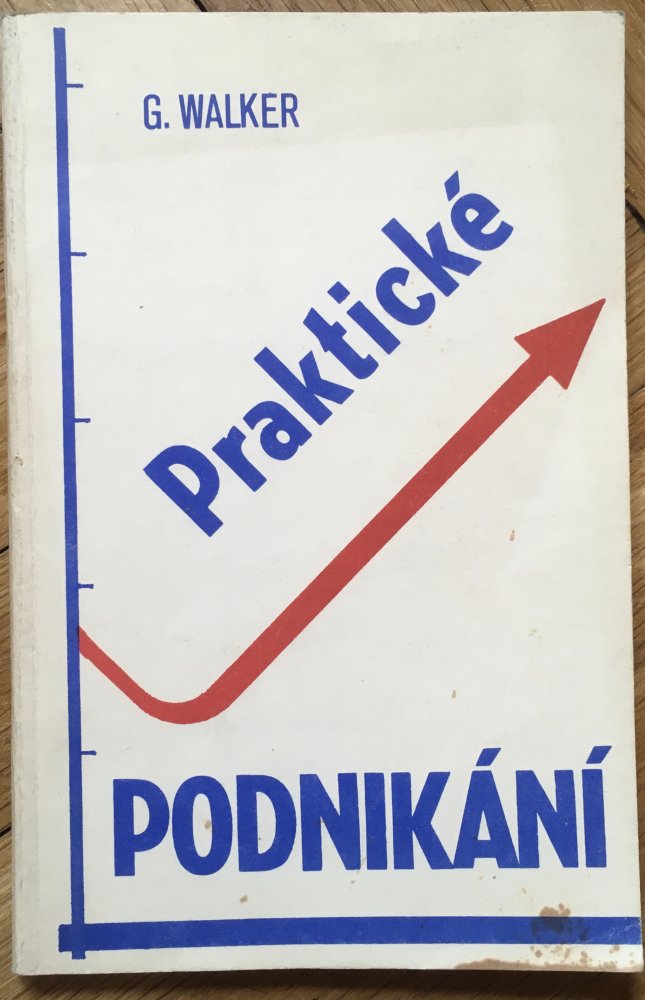 G. WALKER
Praktické
PODNIKÁNÍ